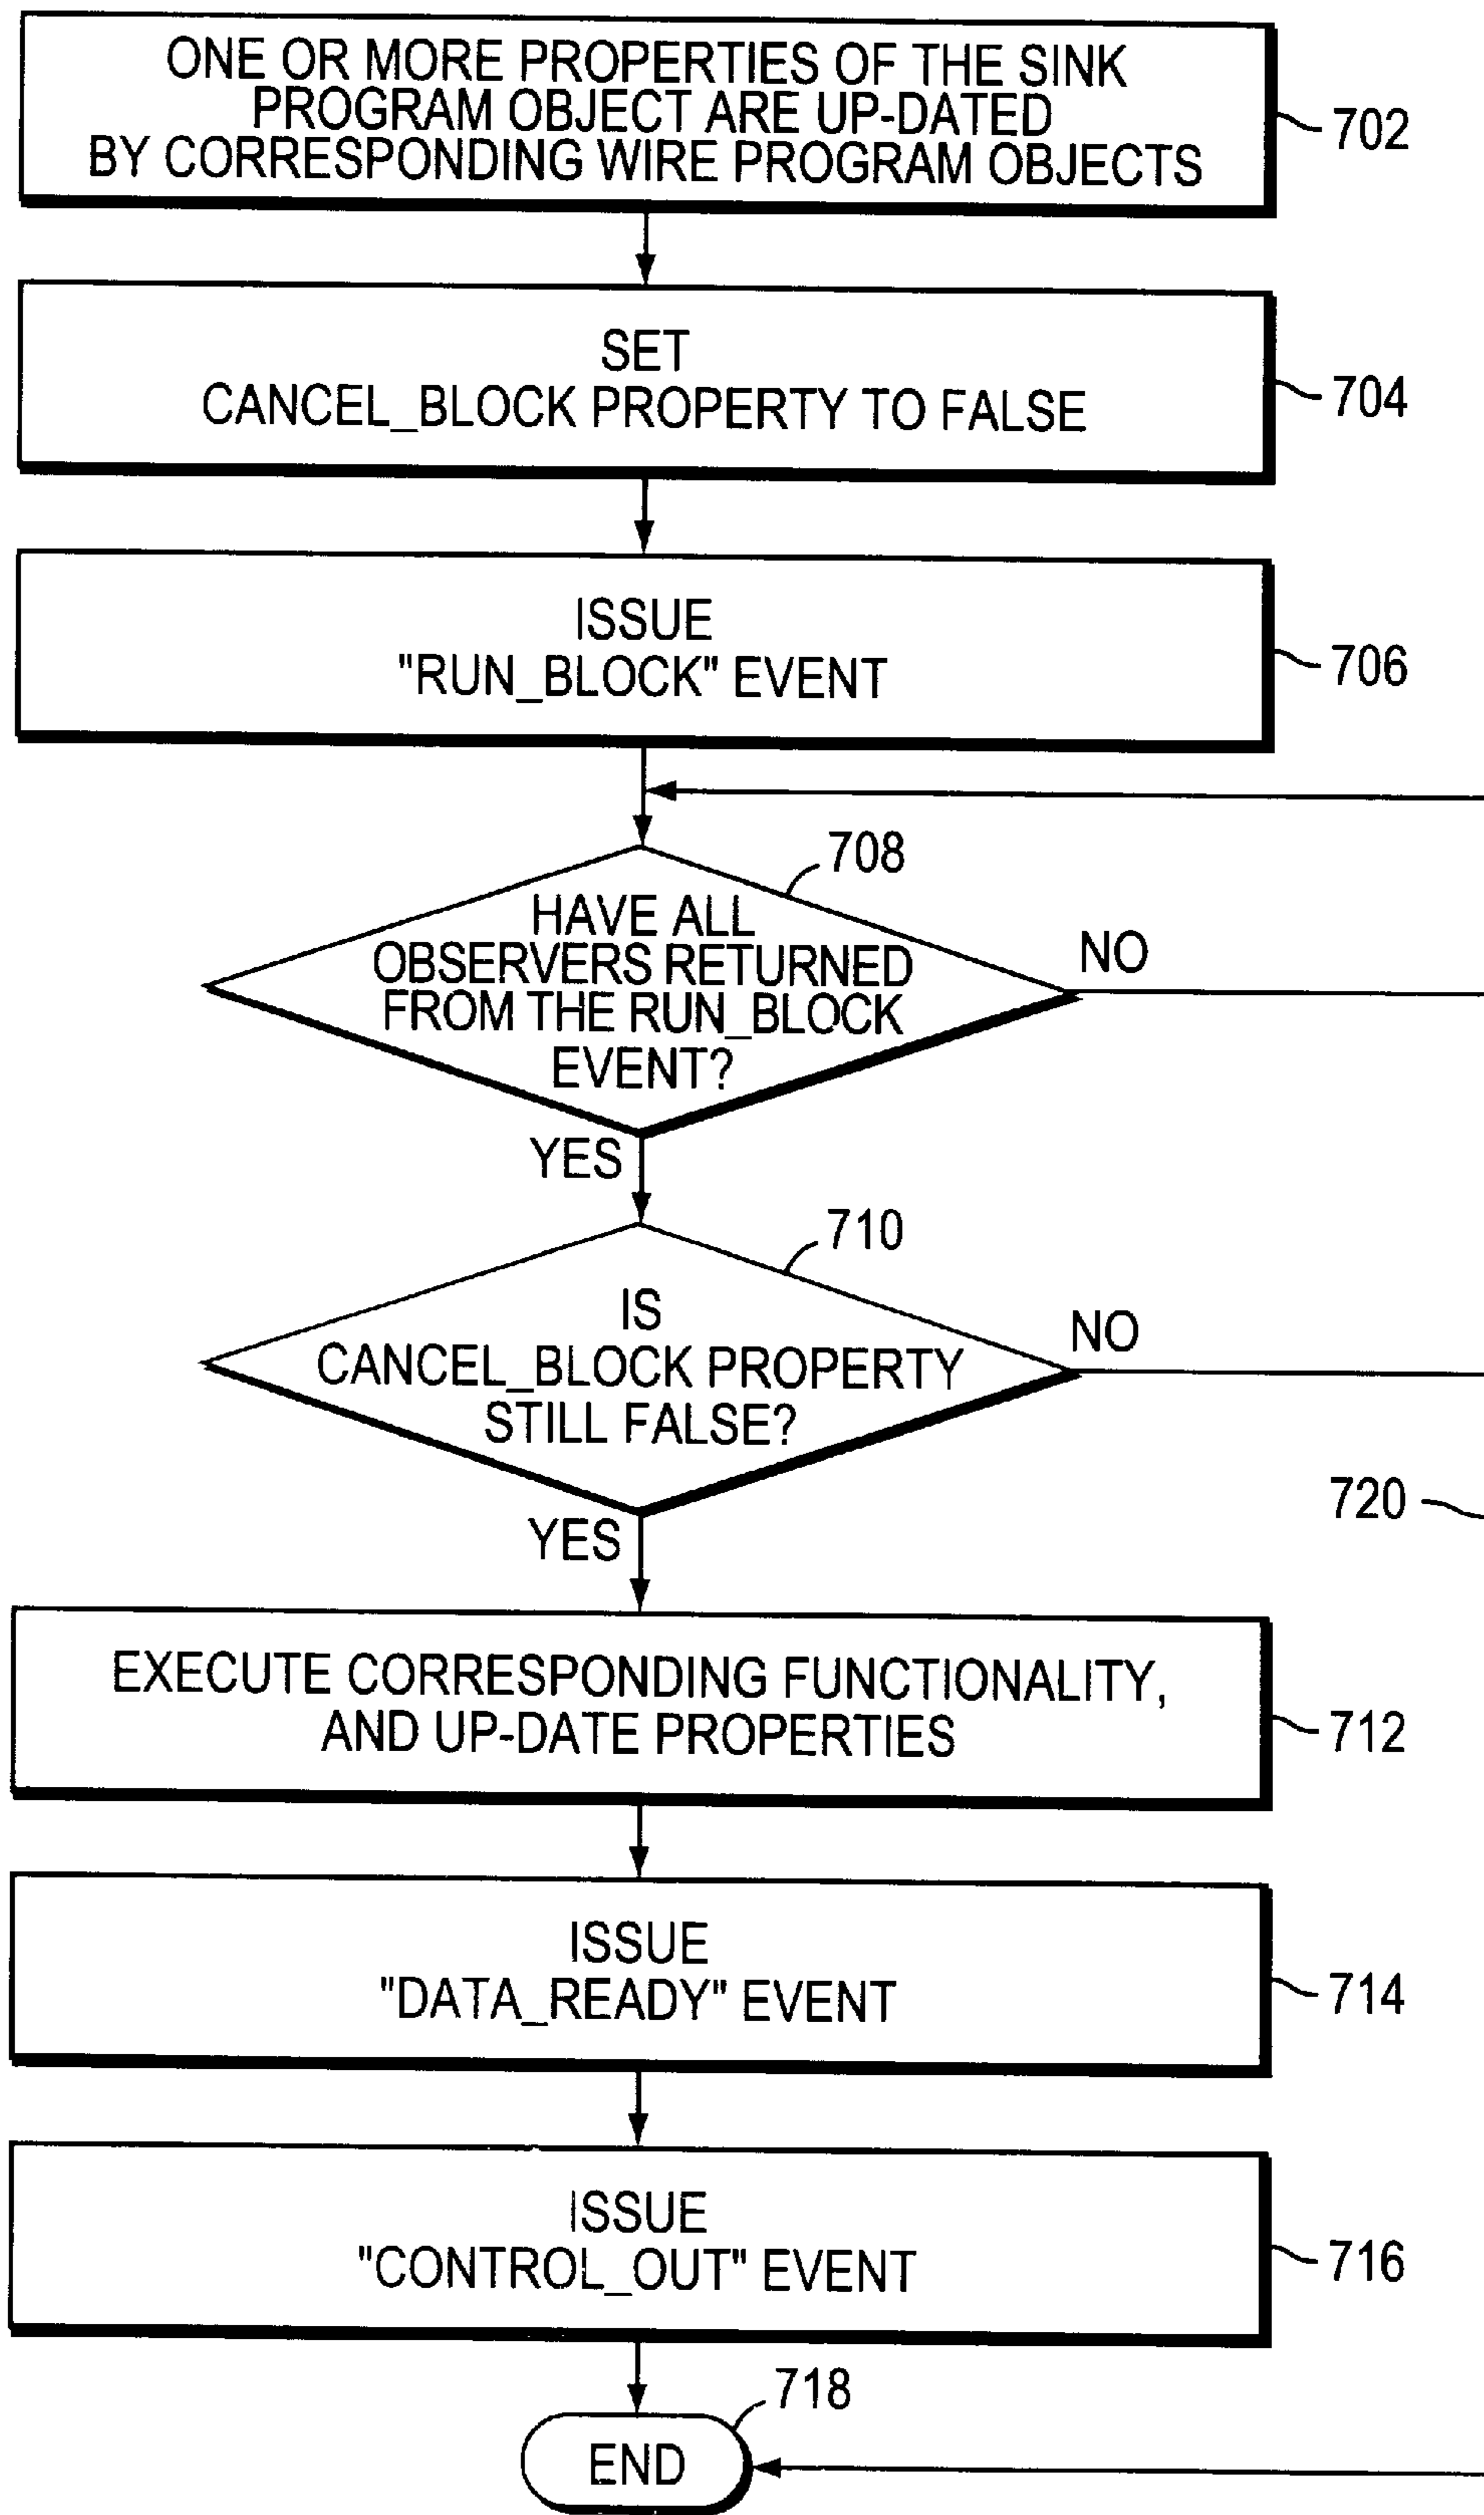 ONE OR MORE PROPERTIES OF THE SINK
PROGRAM OBJECT ARE UP-DATED
BY CORRESPONDING WIRE PROGRAM OBJECTS
702
SET
CANCEL_BLOCK PROPERTY TO FALSE
704
ISSUE
"RUN_BLOCK" EVENT
706
708
HAVE ALL
OBSERVERS RETURNED
FROM THE RUN_BLOCK
EVENT?
NO
YES
710
IS
CANCEL_BLOCK PROPERTY
STILL FALSE?
NO
720
YES
EXECUTE CORRESPONDING FUNCTIONALITY,
AND UP-DATE PROPERTIES
712
ISSUE
"DATA_READY" EVENT
714
ISSUE
"CONTROL_OUT" EVENT
716
718
END